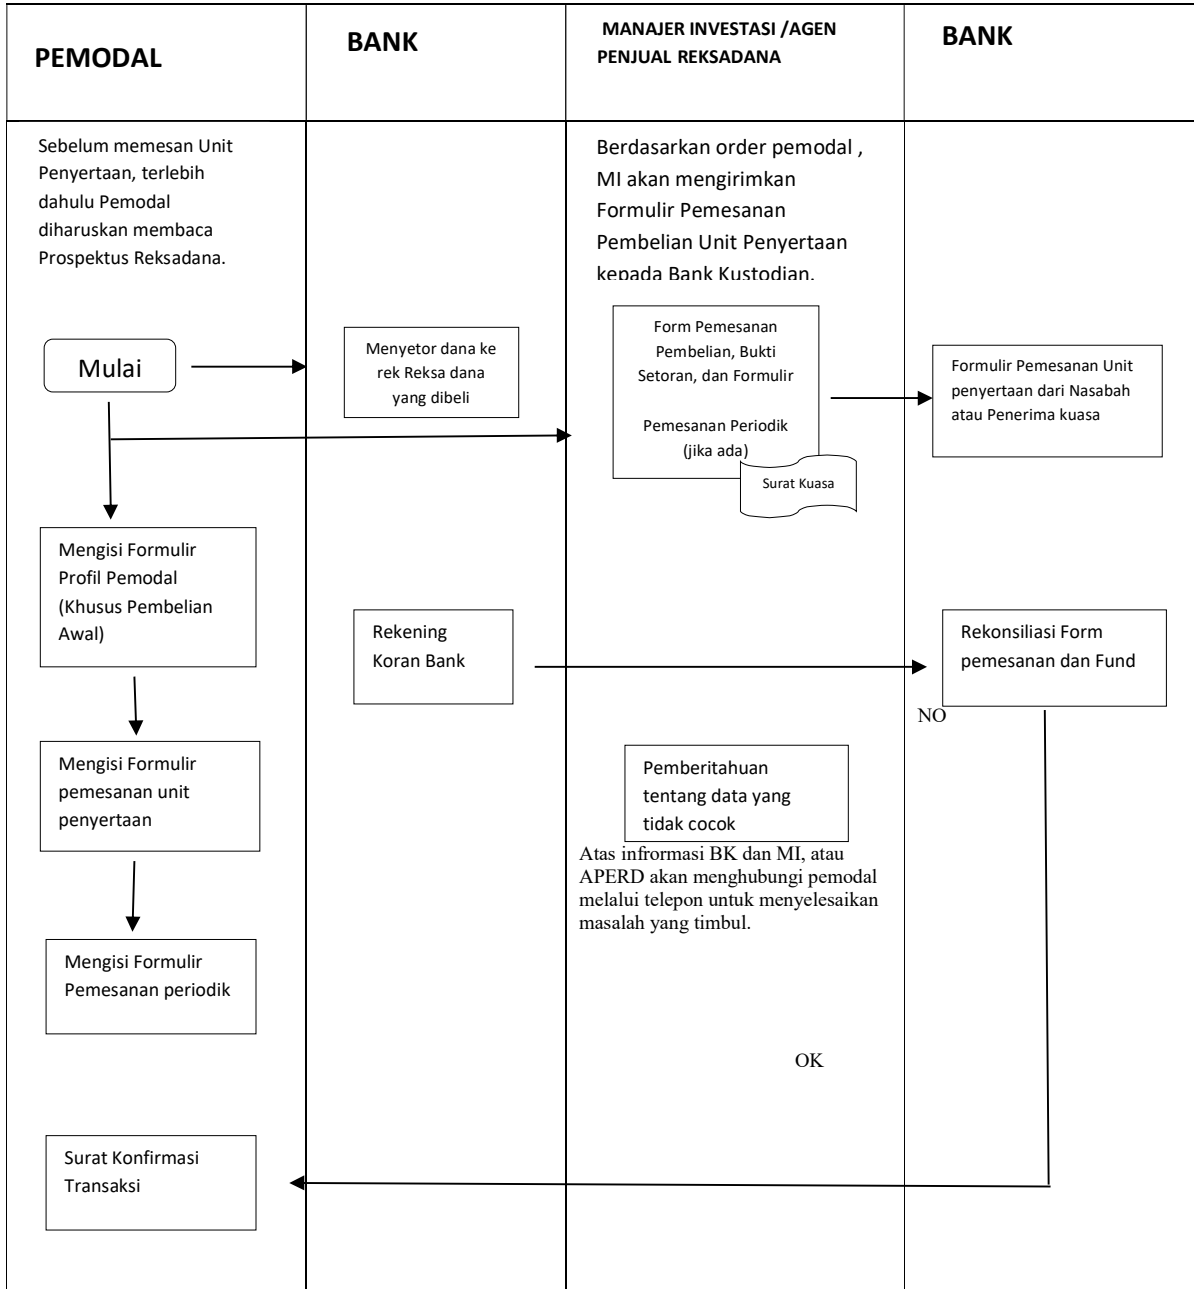 PEMODAL
BANK
MANAJER INVESTASI /AGEN
PENJUAL REKSADANA
BANK
Sebelum memesan Unit
Penyertaan, terlebih
dahulu Pemodal
diharuskan membaca
Prospektus Reksadana.
Berdasarkan order pemodal ,
MI akan mengirimkan
Formulir Pemesanan
Pembelian Unit Penyertaan
kepada Bank Kustodian.
Mulai
Menyetor dana ke
rek Reksa dana
yang dibeli
Form Pemesanan
Pembelian, Bukti
Setoran, dan Formulir
Pemesanan Periodik
(jika ada)
Surat Kuasa
Formulir Pemesanan Unit
penyertaan dari Nasabah
atau Penerima kuasa
Mengisi Formulir
Profil Pemodal
(Khusus Pembelian
Awal)
Rekening
Koran Bank
Rekonsiliasi Form
pemesanan dan Fund
NO
Mengisi Formulir
pemesanan unit
penyertaan
Pemberitahuan
tentang data yang
tidak cocok
Atas infrormasi BK dan MI, atau
APERD akan menghubungi pemodal
melalui telepon untuk menyelesaikan
masalah yang timbul.
Mengisi Formulir
Pemesanan periodik
OK
Surat Konfirmasi
Transaksi